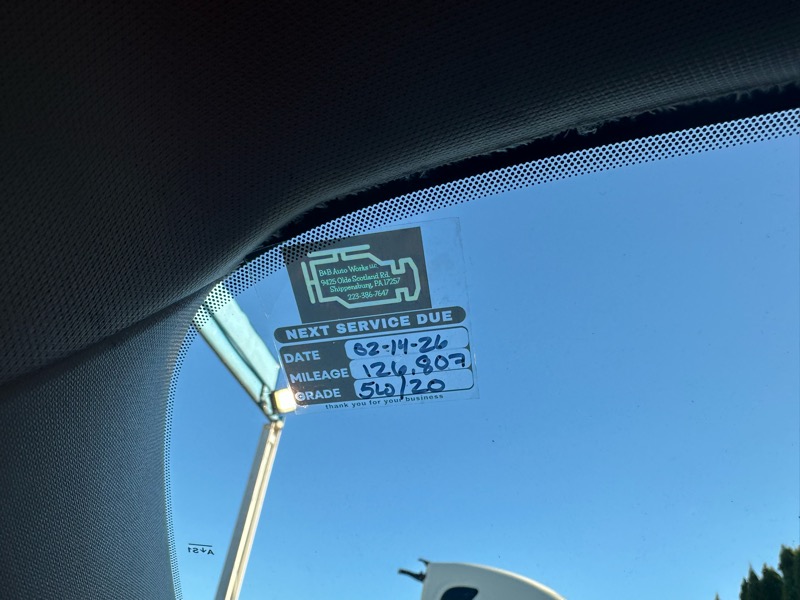 B&B Auto Works LLC
9425 Olde Scotland Rd.
Shippensburg, PA 17257
223-386-7647
NEXT SERVICE DUE
DATE 02-14-26
MILEAGE 126,807
GRADE 5W/20
thank you for your business